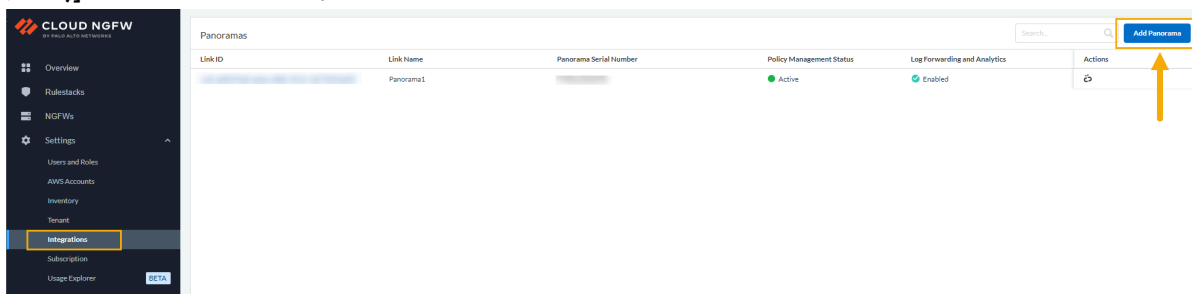 CLOUD NGFW
BY PALO ALTO NETWORKS
Overview
Rulestacks
NGFWs
Settings
Users and Roles
AWS Accounts
Inventory
Tenant
Integrations
Subscription
Usage Explorer BETA
Panoramas
Search...
Add Panorama
Link ID Link Name Panorama Serial Number Policy Management Status Log Forwarding and Analytics Actions
Panorama1 Active Enabled